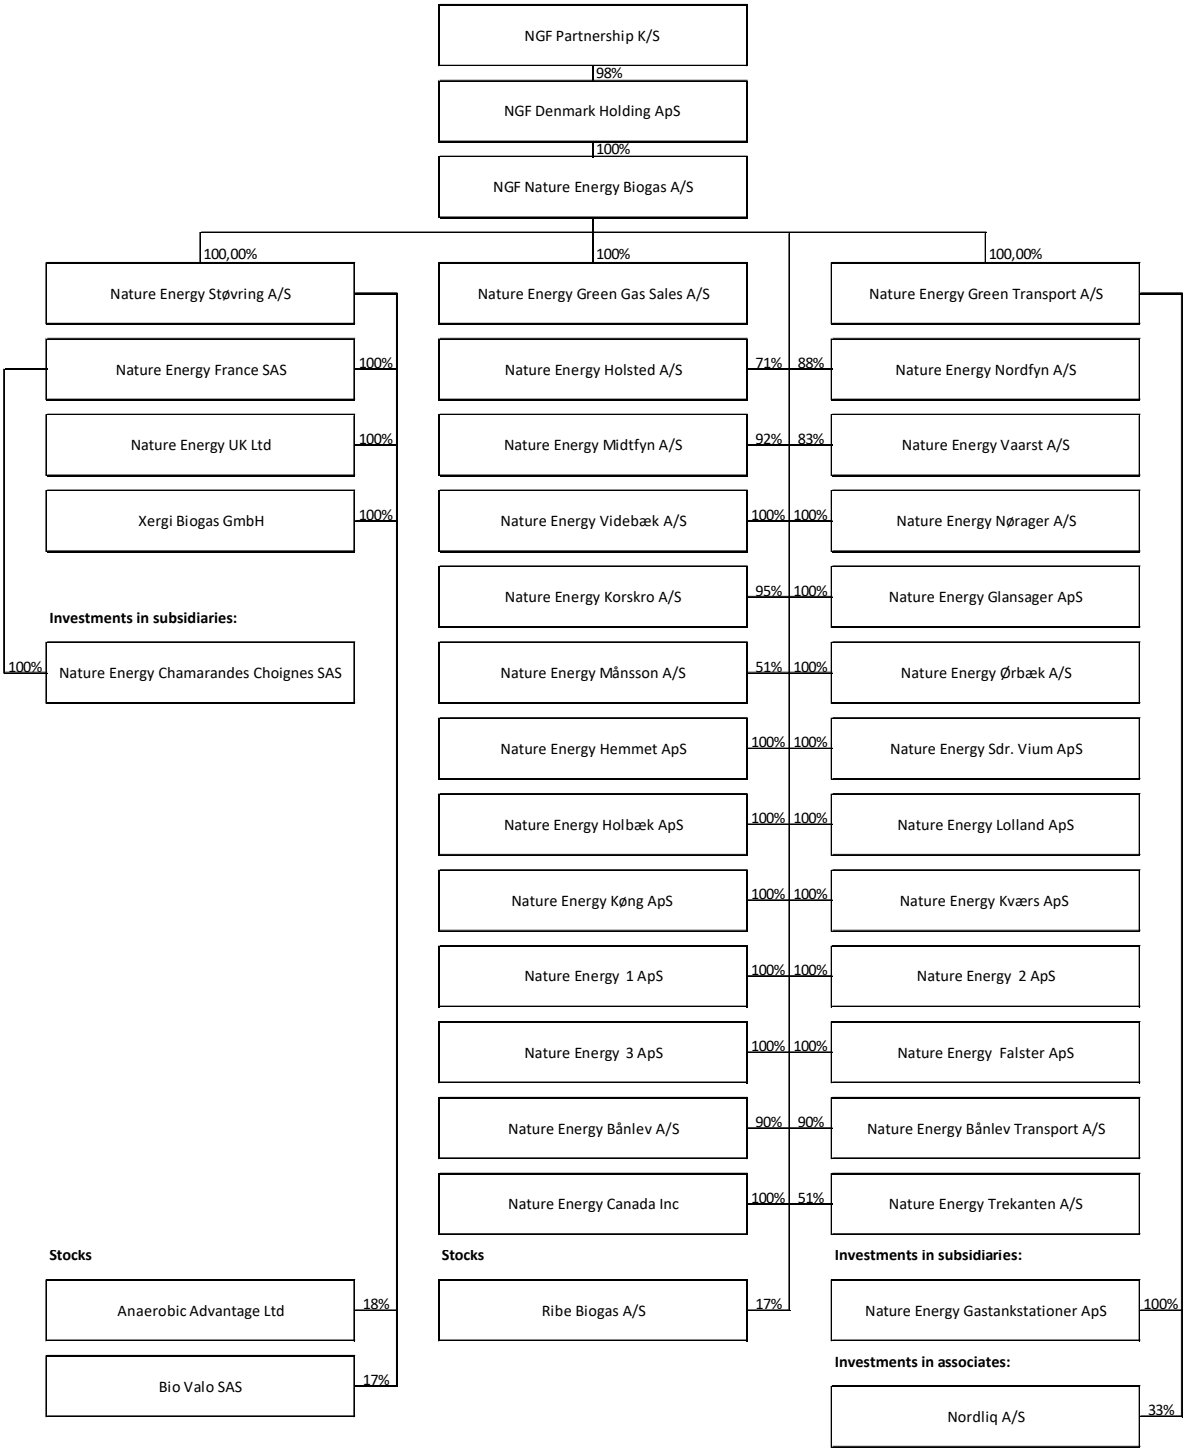 NGF Partnership K/S
98%
NGF Denmark Holding ApS
100%
NGF Nature Energy Biogas A/S
100,00%
100%
100,00%
Nature Energy Støvring A/S
Nature Energy Green Gas Sales A/S
Nature Energy Green Transport A/S
Nature Energy France SAS
100%
Nature Energy Holsted A/S
71%
88%
Nature Energy Nordfyn A/S
Nature Energy UK Ltd
100%
Nature Energy Midtfyn A/S
92%
83%
Nature Energy Vaarst A/S
Xergi Biogas GmbH
100%
Nature Energy Videbæk A/S
100%
100%
Nature Energy Nørager A/S
Nature Energy Korskro A/S
95%
100%
Nature Energy Glansager ApS
Investments in subsidiaries:
100%
Nature Energy Chamarandes Choignes SAS
Nature Energy Månsson A/S
51%
100%
Nature Energy Ørbæk A/S
Nature Energy Hemmet ApS
100%
100%
Nature Energy Sdr. Vium ApS
Nature Energy Holbæk ApS
100%
100%
Nature Energy Lolland ApS
Nature Energy Køng ApS
100%
100%
Nature Energy Kværs ApS
Nature Energy 1 ApS
100%
100%
Nature Energy 2 ApS
Nature Energy 3 ApS
100%
100%
Nature Energy Falster ApS
Nature Energy Bånlev A/S
90%
90%
Nature Energy Bånlev Transport A/S
Nature Energy Canada Inc
100%
51%
Nature Energy Trekanten A/S
Stocks
Stocks
Investments in subsidiaries:
Anaerobic Advantage Ltd
18%
Ribe Biogas A/S
17%
Nature Energy Gastankstationer ApS
100%
Investments in associates:
Bio Valo SAS
17%
Nordliq A/S
33%